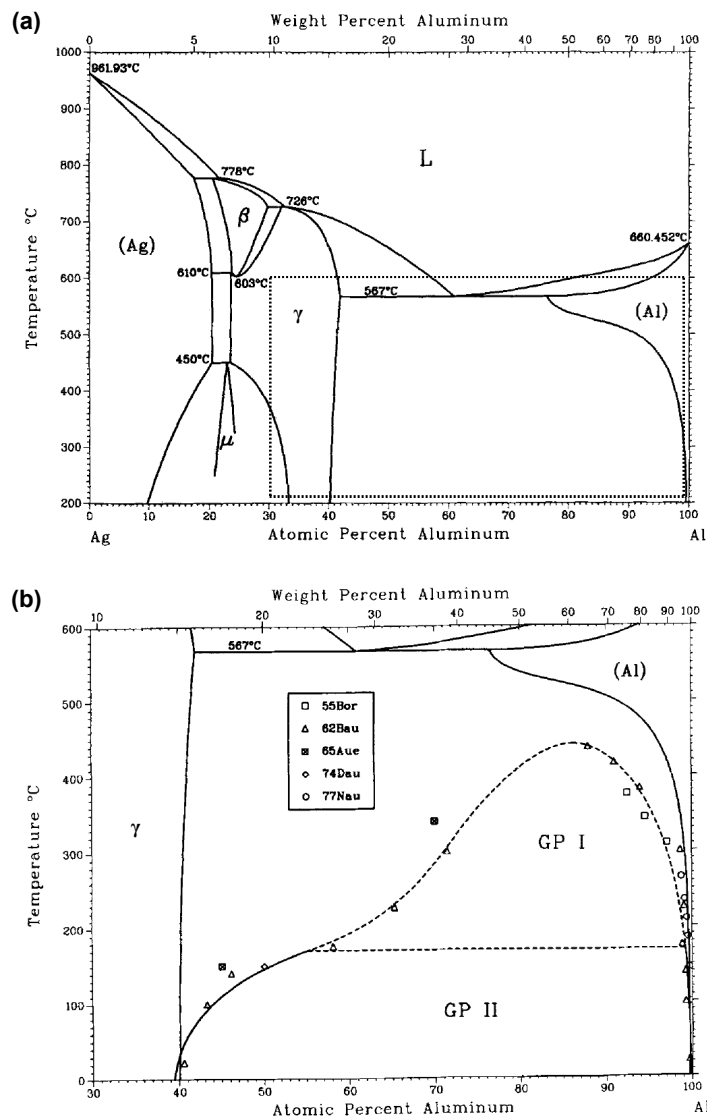 (a)
Weight Percent Aluminum
0 5 10 20 30 40 50 60 70 80 90 100
1000
961.93°C
900
800
778°C
L
726°C
700
β
660.452°C
(Ag)
610°C
603°C
600
567°C
γ
(Al)
500
450°C
400
300
μ
200
0 10 20 30 40 50 60 70 80 90 100
Temperature °C
Ag Atomic Percent Aluminum Al
(b)
Weight Percent Aluminum
10 20 30 40 50 60 70 80 90 100
600
567°C
(Al)
500
55Bor
62Bau
65Aue
74Dau
77Nau
400
γ
300
GP I
200
100
GP II
0
30 40 50 60 70 80 90 100
Temperature °C
Atomic Percent Aluminum Al